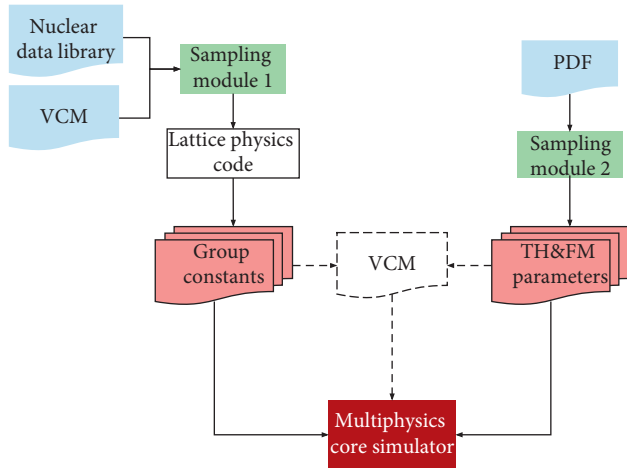 Nuclear
data library
VCM
Sampling
module 1
Lattice physics
code
Group
constants
VCM
PDF
Sampling
module 2
TH&FM
parameters
Multiphysics
core simulator